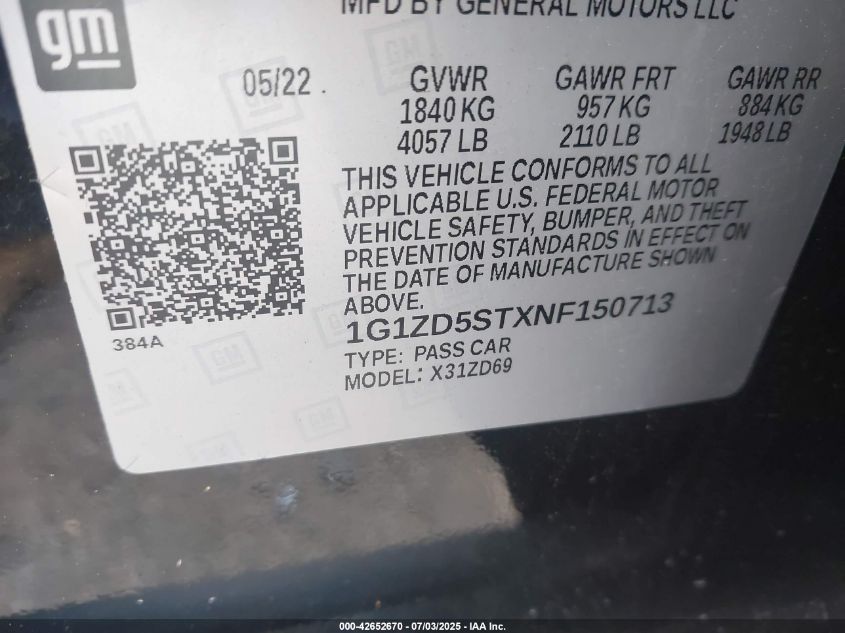 gm
MFD BY GENERAL MOTORS LLC
05/22 . GVWR GAWR FRT GAWR RR
1840 KG 957 KG 884 KG
4057 LB 2110 LB 1948 LB
THIS VEHICLE CONFORMS TO ALL
APPLICABLE U.S. FEDERAL MOTOR
VEHICLE SAFETY, BUMPER, AND THEFT
PREVENTION STANDARDS IN EFFECT ON
THE DATE OF MANUFACTURE SHOWN
ABOVE.
1G1ZD5STXNF150713
384A
TYPE: PASS CAR
MODEL: X31ZD69
000-42652670 - 07/03/2025 - IAA Inc.